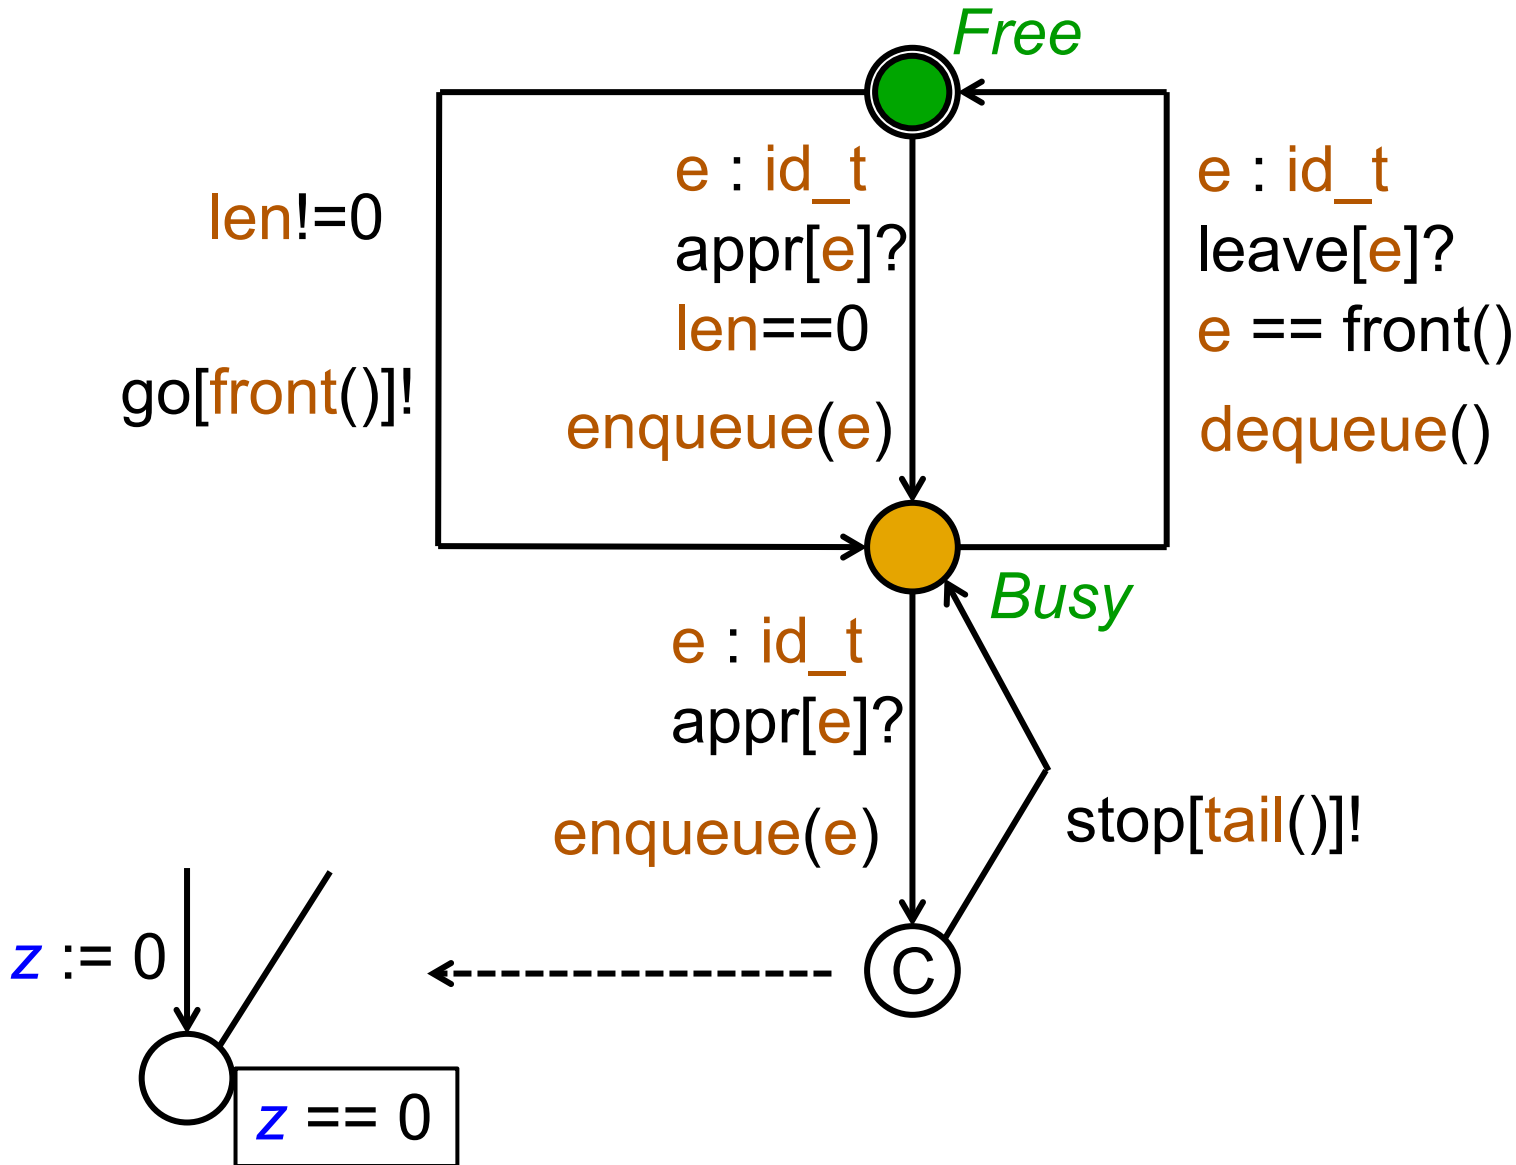 Free
len!=0
go[front()]!
e : id_t
appr[e]?
len==0
enqueue(e)
e : id_t
leave[e]?
e == front()
dequeue()
Busy
e : id_t
appr[e]?
enqueue(e)
stop[tail()]!
C
z := 0
z == 0